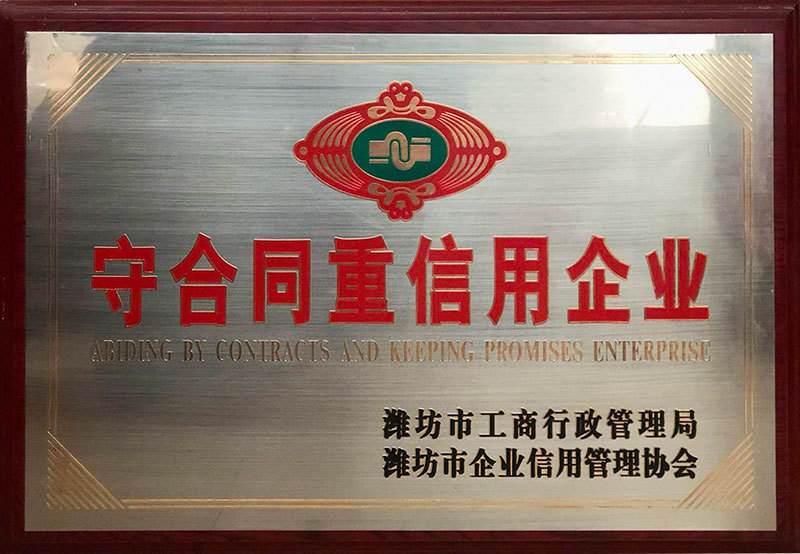 守合同重信用企业
ABIDING BY CONTRACTS AND KEEPING PROMISES ENTERPRISE
潍坊市工商行政管理局
潍坊市企业信用管理协会